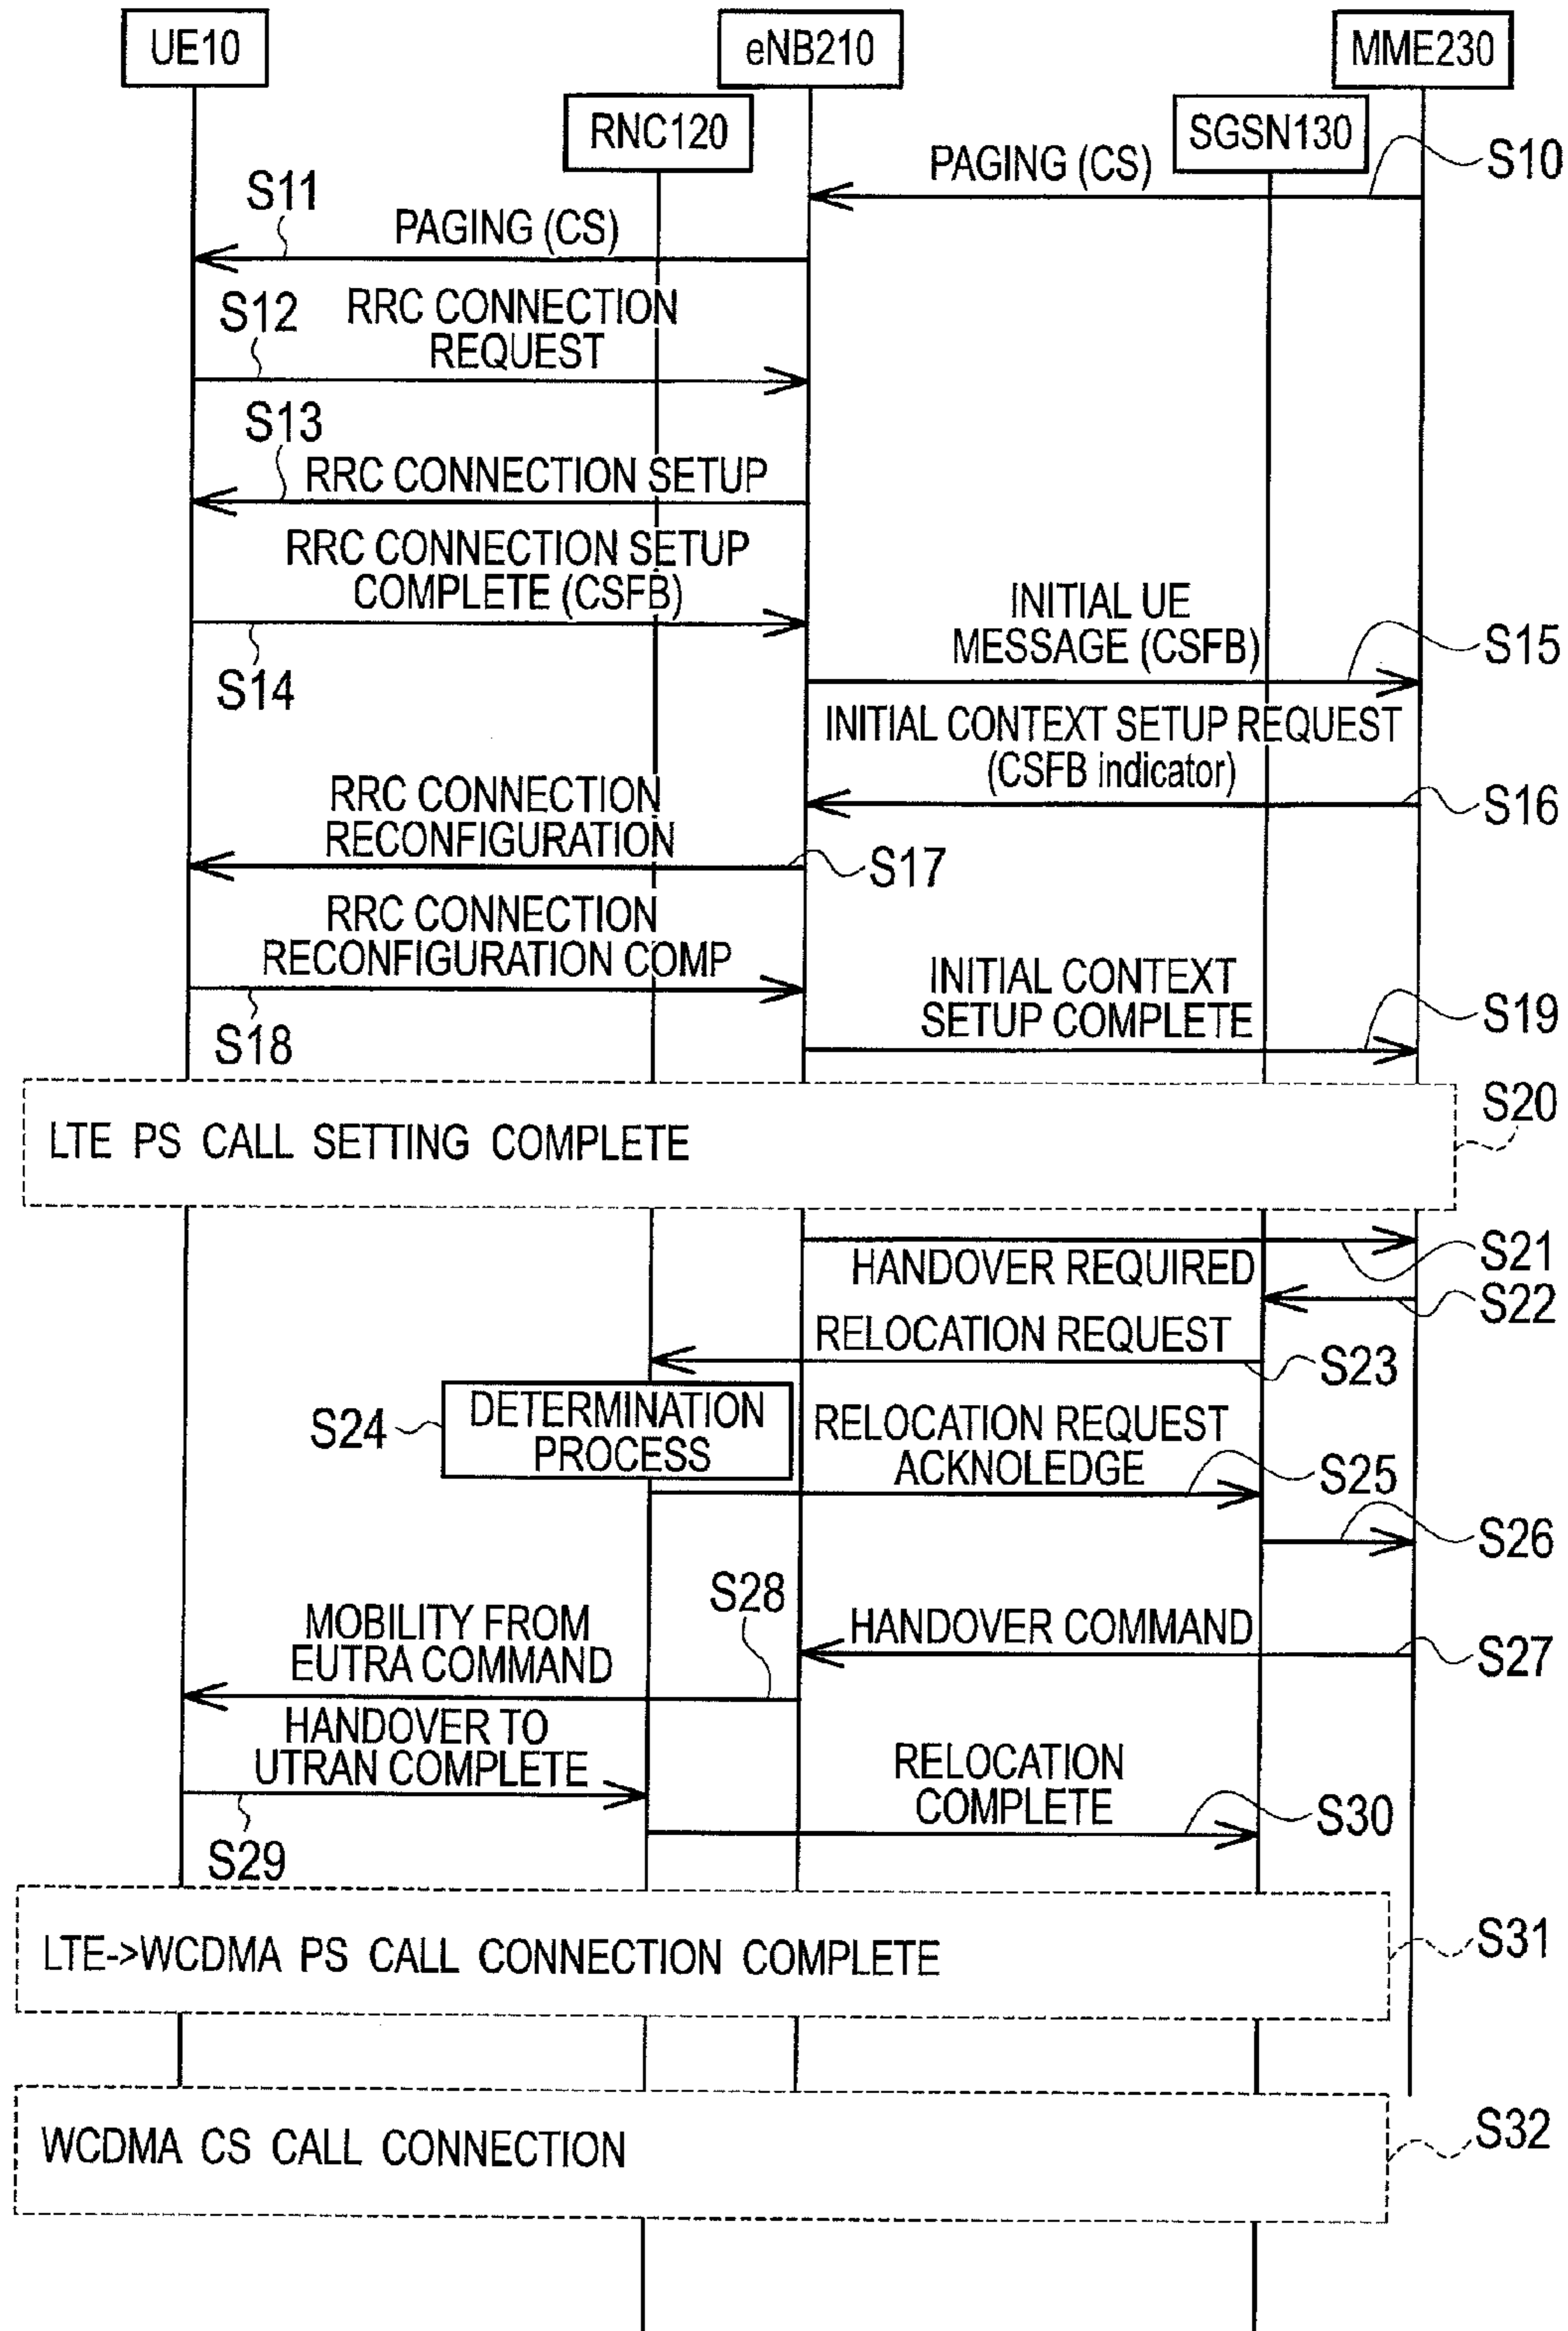 UE10
eNB210
MME230
RNC120
SGSN130
PAGING (CS)
S10
S11
PAGING (CS)
S12
RRC CONNECTION
REQUEST
S13
RRC CONNECTION SETUP
RRC CONNECTION SETUP
COMPLETE (CSFB)
S14
INITIAL UE
MESSAGE (CSFB)
S15
INITIAL CONTEXT SETUP REQUEST
(CSFB indicator)
S16
RRC CONNECTION
RECONFIGURATION
S17
RRC CONNECTION
RECONFIGURATION COMP
S18
INITIAL CONTEXT
SETUP COMPLETE
S19
LTE PS CALL SETTING COMPLETE
S20
HANDOVER REQUIRED
S21
S22
RELOCATION REQUEST
S23
S24
DETERMINATION
PROCESS
RELOCATION REQUEST
ACKNOLEDGE
S25
S26
S28
HANDOVER COMMAND
S27
MOBILITY FROM
EUTRA COMMAND
HANDOVER TO
UTRAN COMPLETE
S29
RELOCATION
COMPLETE
S30
LTE->WCDMA PS CALL CONNECTION COMPLETE
S31
WCDMA CS CALL CONNECTION
S32